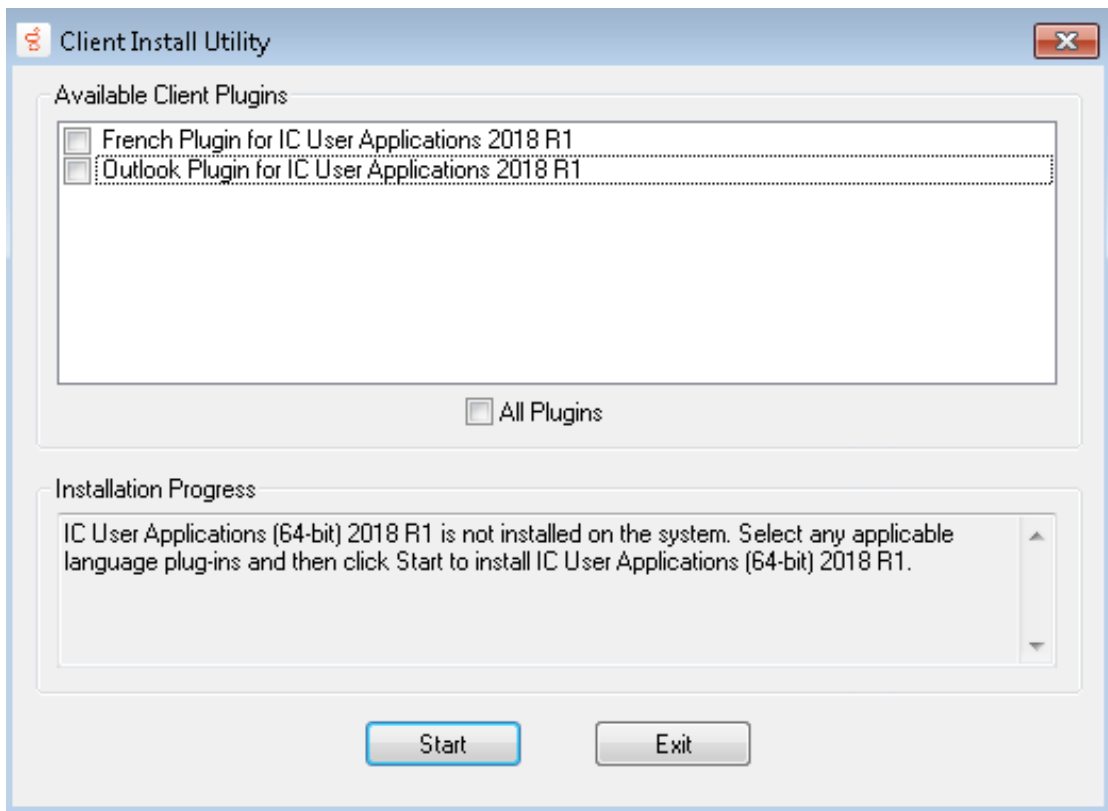 Client Install Utility
Available Client Plugins
French Plugin for IC User Applications 2018 R1
Outlook Plugin for IC User Applications 2018 R1
All Plugins
Installation Progress
IC User Applications (64-bit) 2018 R1 is not installed on the system. Select any applicable
language plug-ins and then click Start to install IC User Applications (64-bit) 2018 R1.
Start
Exit